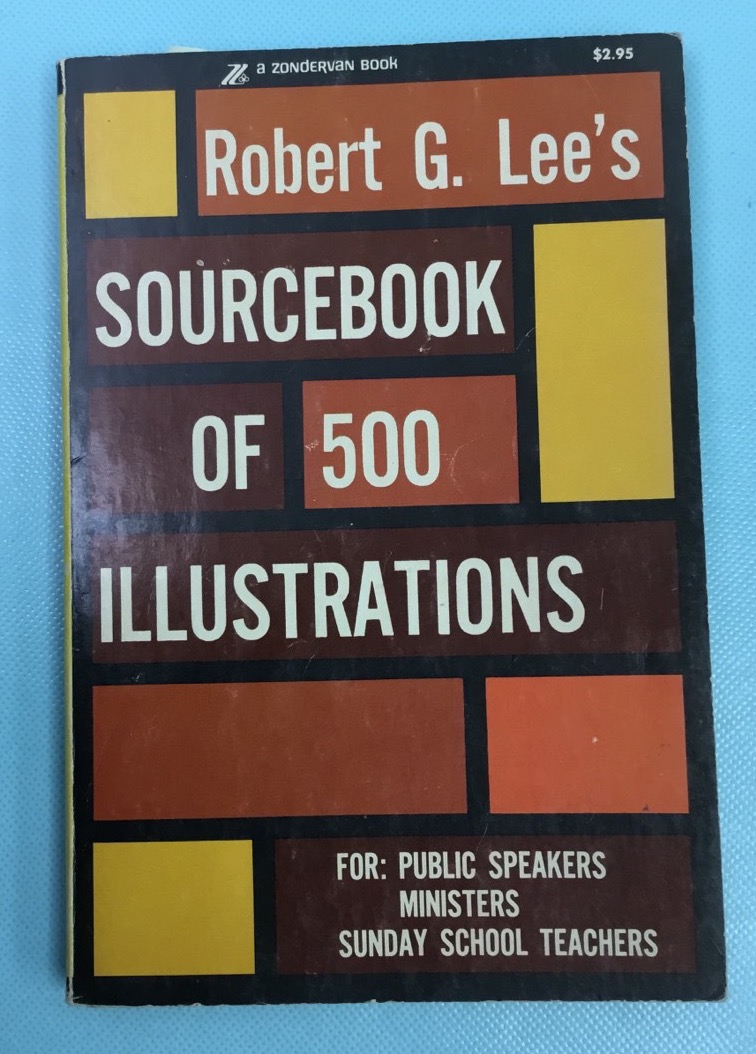 a ZONDERVAN BOOK
$2.95
Robert G. Lee's
SOURCEBOOK
OF 500
ILLUSTRATIONS
FOR: PUBLIC SPEAKERS
MINISTERS
SUNDAY SCHOOL TEACHERS